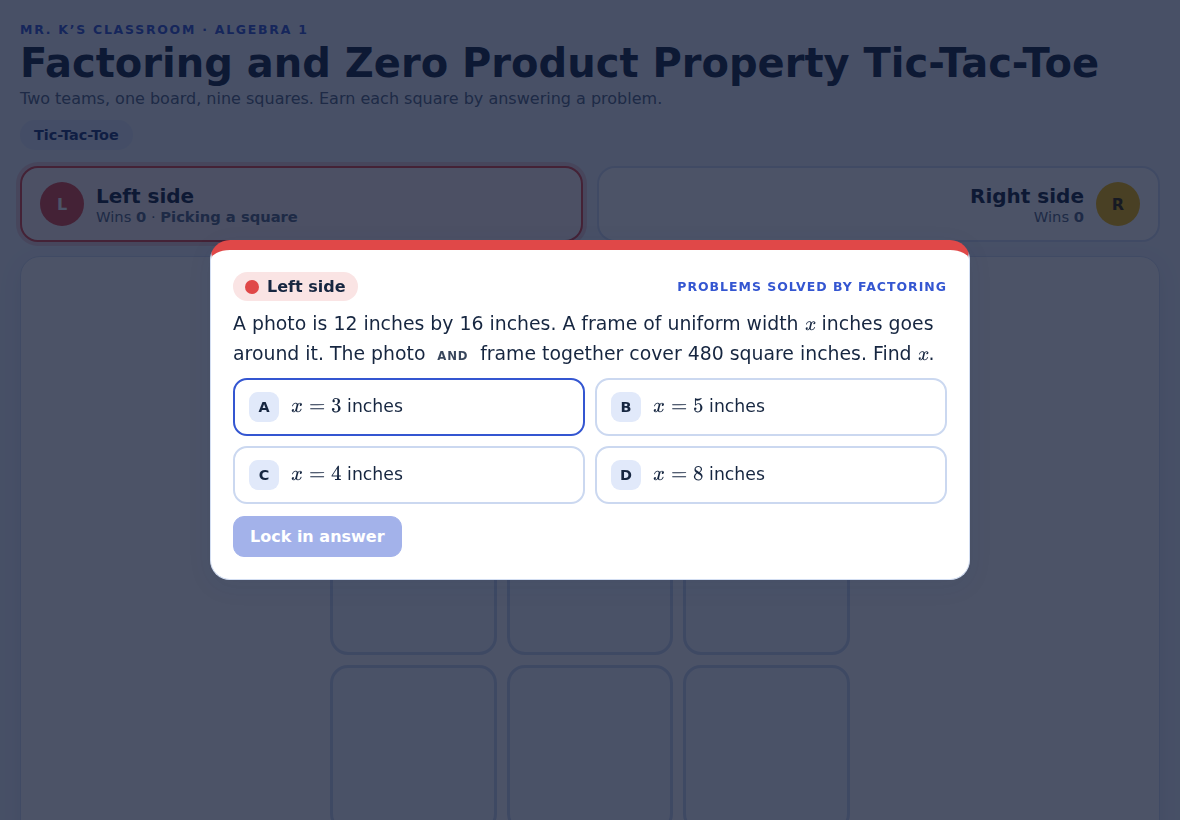 MR. K'S CLASSROOM · ALGEBRA 1
Factoring and Zero Product Property Tic-Tac-Toe
Two teams, one board, nine squares. Earn each square by answering a problem.
Tic-Tac-Toe
L
Left side
Wins 0 · Picking a square
Right side
Wins 0
R
Left side
PROBLEMS SOLVED BY FACTORING
A photo is 12 inches by 16 inches. A frame of uniform width x inches goes
around it. The photo AND frame together cover 480 square inches. Find x.
A x = 3 inches
B x = 5 inches
C x = 4 inches
D x = 8 inches
Lock in answer